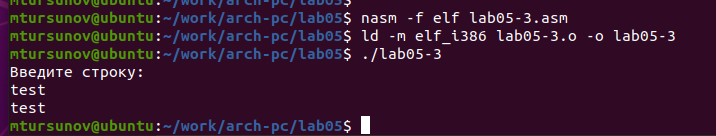 mtursunov@ubuntu:~/work/arch-pc/lab05$ nasm -f elf lab05-3.asm
mtursunov@ubuntu:~/work/arch-pc/lab05$ ld -m elf_i386 lab05-3.o -o lab05-3
mtursunov@ubuntu:~/work/arch-pc/lab05$ ./lab05-3
Введите строку:
test
test
mtursunov@ubuntu:~/work/arch-pc/lab05$